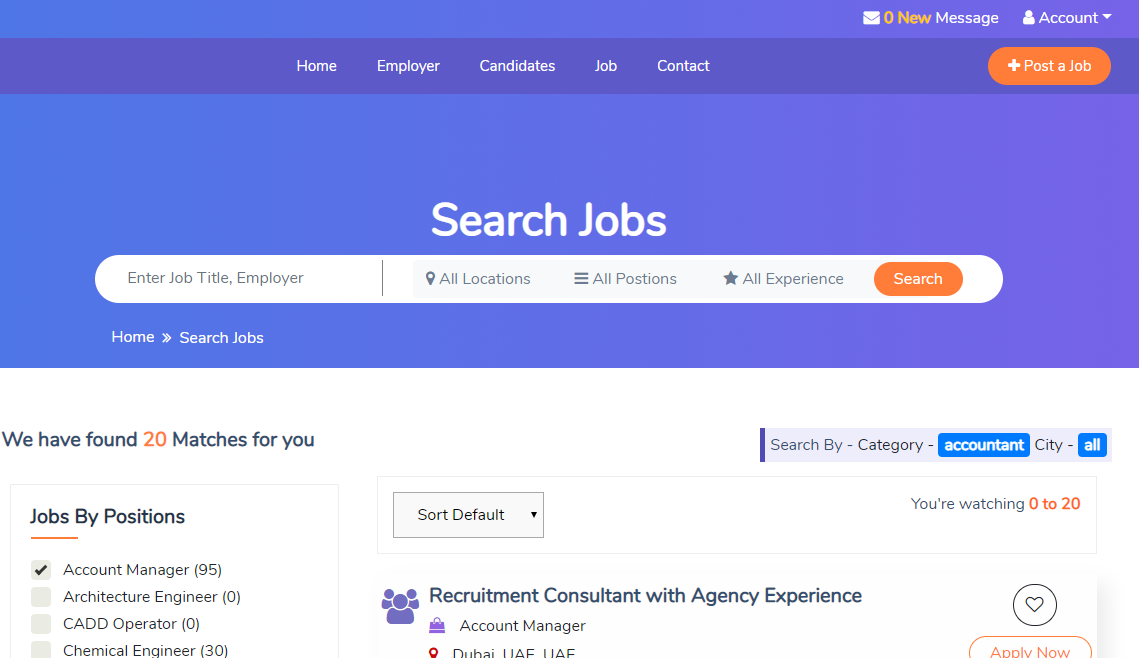 0 New Message
Account
Home Employer Candidates Job Contact
Post a Job
Search Jobs
Enter Job Title, Employer
All Locations
All Postions
All Experience
Search
Home » Search Jobs
We have found 20 Matches for you
Search By - Category - accountant City - all
Jobs By Positions
Account Manager (95)
Architecture Engineer (0)
CADD Operator (0)
Chemical Engineer (30)
Sort Default
You're watching 0 to 20
Recruitment Consultant with Agency Experience
Account Manager
Dubai, UAE, UAE
Apply Now